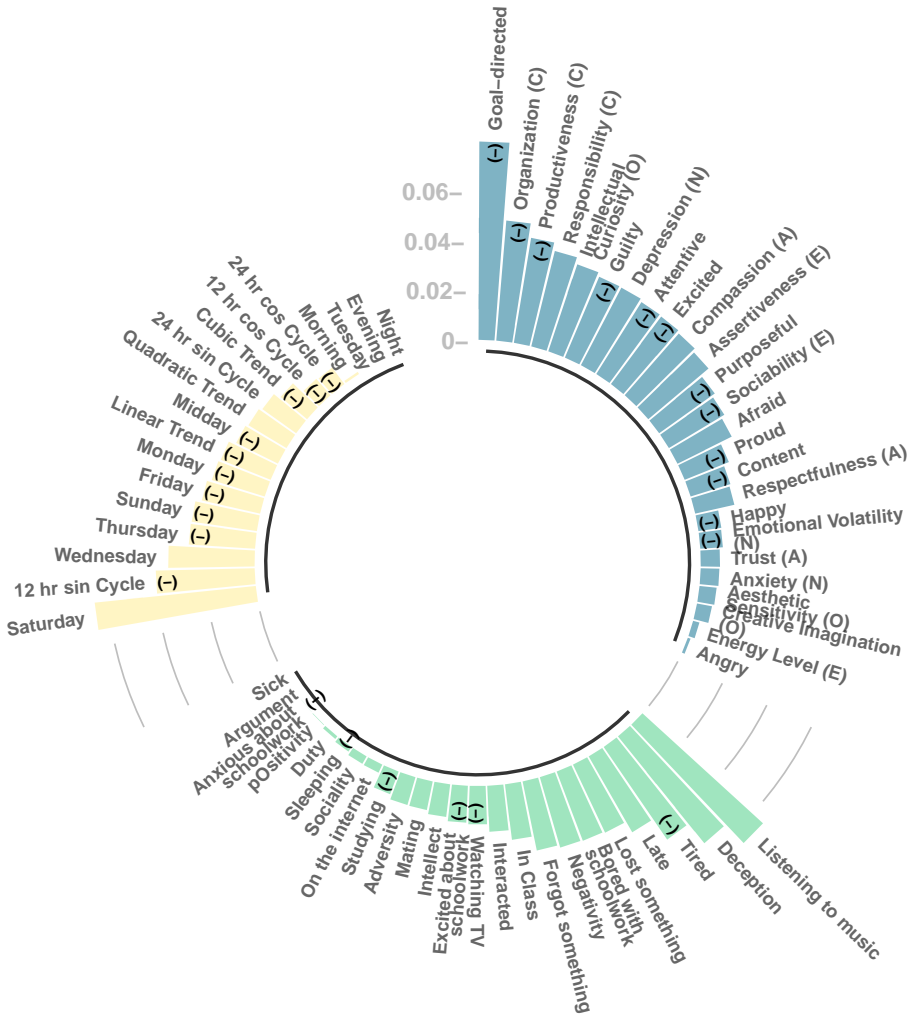 Goal–directed
(–)
Organization (C)
(–)
Productiveness (C)
(–)
Responsibility (C)
Intellectual
Curiosity (O)
Guilty
(–)
Depression (N)
Attentive
(–)
Excited
(–)
Compassion (A)
Assertiveness (E)
Purposeful
(–)
Sociability (E)
(–)
Afraid
Proud
(–)
Content
(–)
Respectfulness (A)
Happy
(–)
Emotional Volatility
(N)
(–)
Trust (A)
Anxiety (N)
Aesthetic
Sensitivity (O)
Creative Imagination
(O)
Energy Level (E)
Angry
Listening to music
Deception
Tired
(–)
Late
Lost something
Bored with
schoolwork
Negativity
Forgot something
In Class
Interacted
Watching TV
(–)
Excited about
schoolwork
(–)
Intellect
Mating
Adversity
Studying
(–)
On the internet
Sociality
Sleeping
(–)
Duty
pOsitivity
Anxious about
schoolwork
Argument
(–)
Sick
Saturday
12 hr sin Cycle
(–)
Wednesday
Thursday
(–)
Sunday
(–)
Friday
(–)
Monday
(–)
Linear Trend
(–)
Midday
(–)
Quadratic Trend
24 hr sin Cycle
Cubic Trend
(–)
12 hr cos Cycle
(–)
24 hr cos Cycle
(–)
Morning
Tuesday
Evening
Night
0.06–
0.04–
0.02–
0–